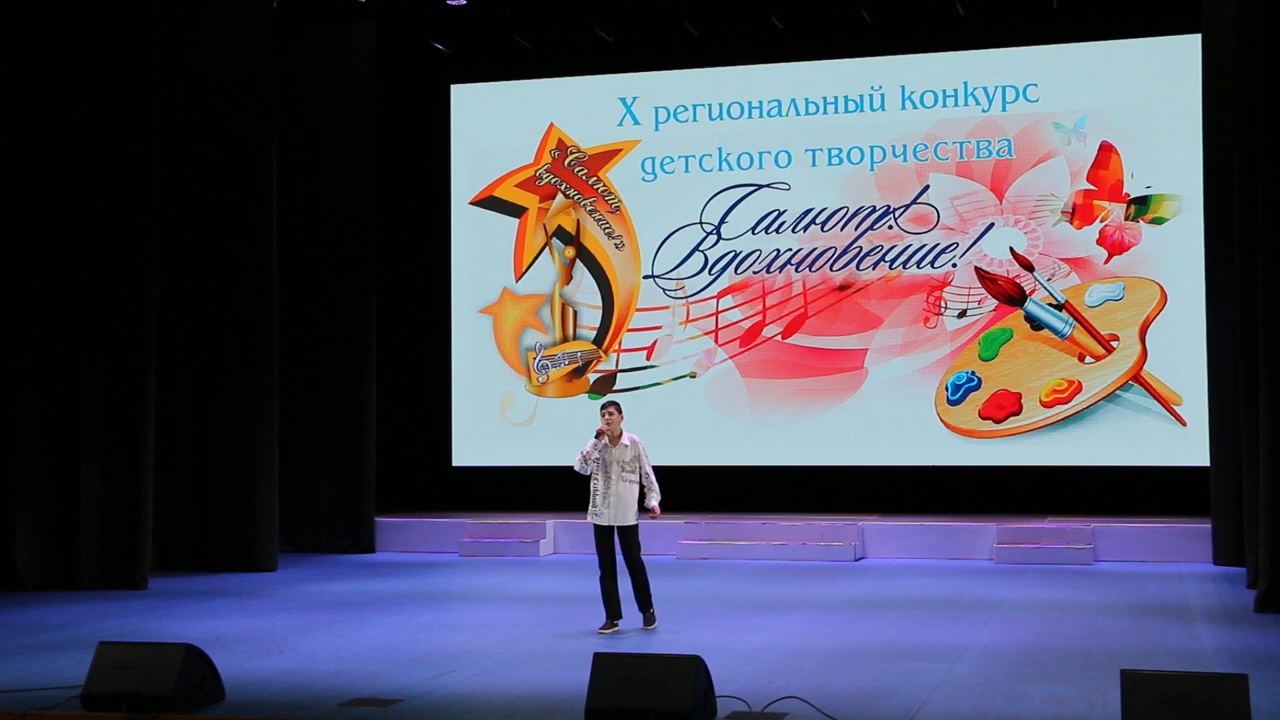 X региональный конкурс
детского творчества
Салют!
Вдохновение!
«Салют,
вдохновение!»